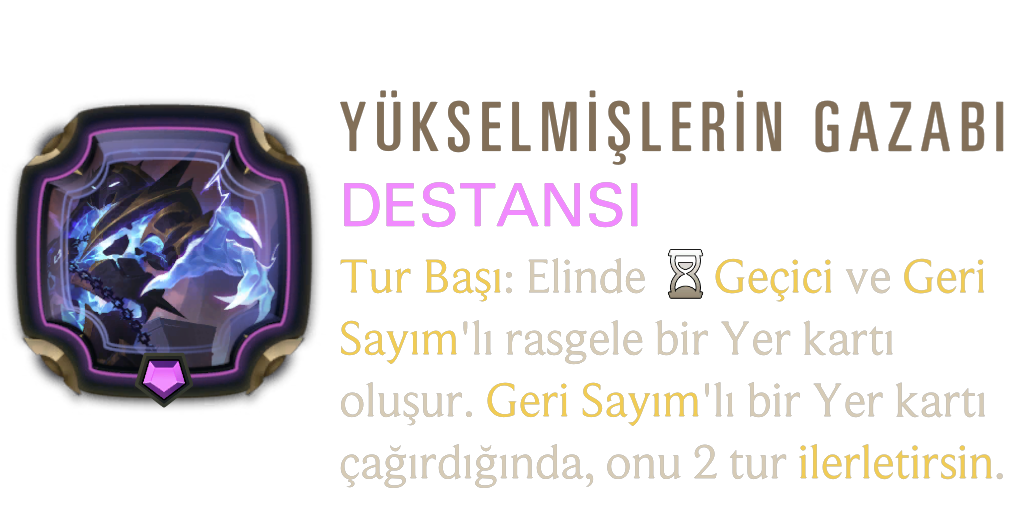 YÜKSELMİŞLERİN GAZABI
DESTANSI
Tur Başı: Elinde Geçici ve Geri
Sayım'lı rasgele bir Yer kartı
oluşur. Geri Sayım'lı bir Yer kartı
çağırdığında, onu 2 tur ilerletirsin.